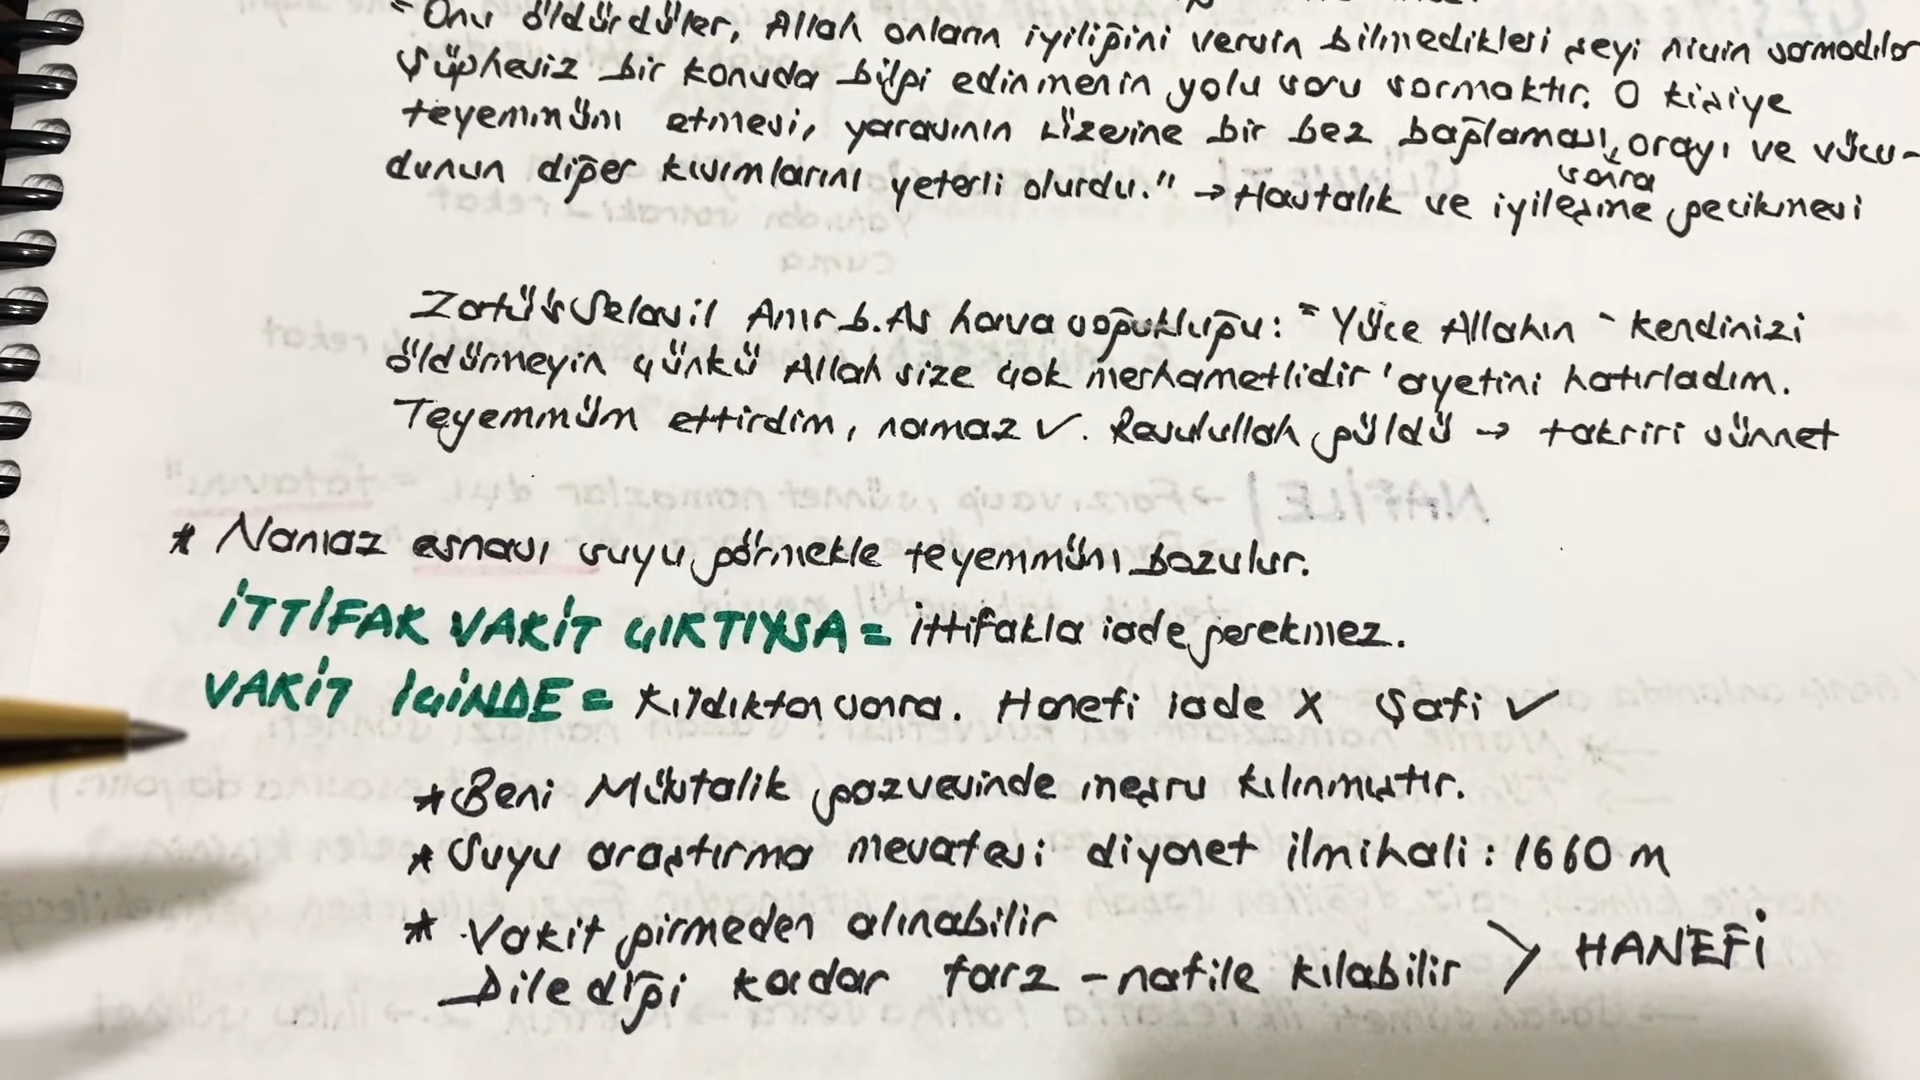 "Onu öldürdüler, Allah onların iyiliğini versin bilmedikleri şeyi niçin sormadılar
Şüphesiz bir konuda bilgi edinmenin yolu soru sormaktır. O kişiye
teyemmüm etmesi, yarasının üzerine bir bez bağlaması, orayı ve vücu-
sonra
dunun diğer kısımlarını yeterli olurdu." → Hastalık ve iyileşme gecikmesi
Zatüs Selasil Amr b. As hava soğukluğu: "Yüce Allahın - kendinizi
öldürmeyin çünkü Allah size çok merhametlidir' ayetini hatırladım.
Teyemmüm ettirdim, namaz ✓. Resulullah güldü → takriri sünnet
* Namaz esnası suyu görmekle teyemmüm bozulur.
İTTİFAK VAKİT ÇIKTIYSA = ittifakla iade gerekmez.
VAKİT İÇİNDE = Kıldıktan sonra. Hanefi iade X Şafi ✓
* Beni Müstalik gazvesinde meşru kılınmıştır.
* Suyu araştırma mesafesi diyanet ilmihali: 1660 m
* Vakit girmeden alınabilir
Dilediği kadar farz - nafile kılabilir > HANEFİ